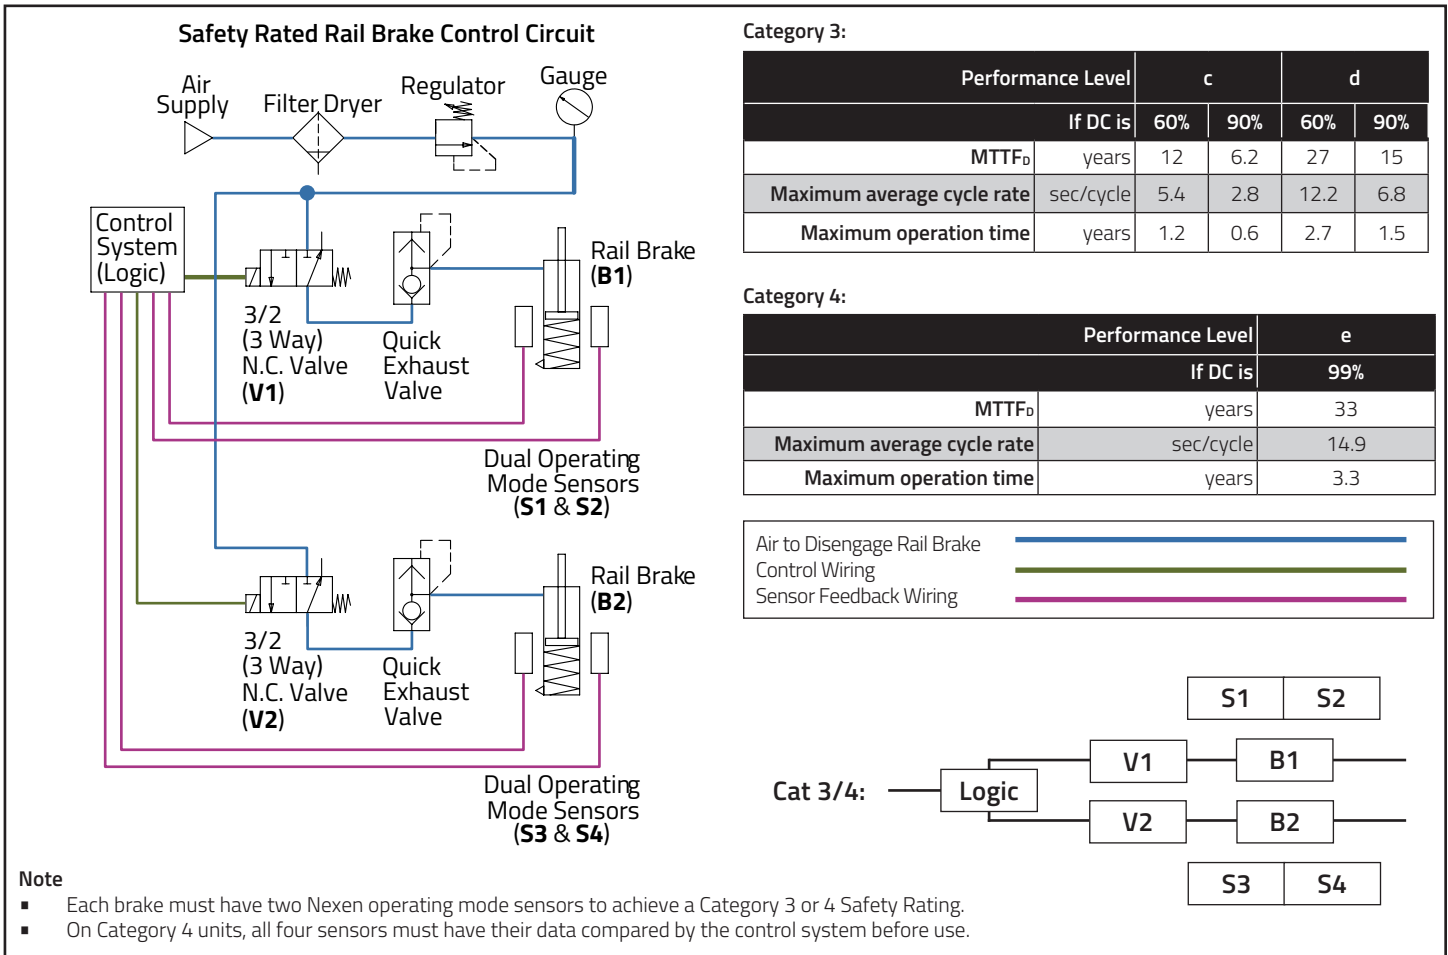 Safety Rated Rail Brake Control Circuit
Air
Supply
Filter Dryer
Regulator
Gauge
Control
System
(Logic)
3/2
(3 Way)
N.C. Valve
(V1)
Quick
Exhaust
Valve
Rail Brake
(B1)
Dual Operating
Mode Sensors
(S1 & S2)
3/2
(3 Way)
N.C. Valve
(V2)
Quick
Exhaust
Valve
Rail Brake
(B2)
Dual Operating
Mode Sensors
(S3 & S4)
Category 3:
Performance Level c d
If DC is 60% 90% 60% 90%
MTTFD years 12 6.2 27 15
Maximum average cycle rate sec/cycle 5.4 2.8 12.2 6.8
Maximum operation time years 1.2 0.6 2.7 1.5
Category 4:
Performance Level e
If DC is 99%
MTTFD years 33
Maximum average cycle rate sec/cycle 14.9
Maximum operation time years 3.3
Air to Disengage Rail Brake
Control Wiring
Sensor Feedback Wiring
S1 S2
Cat 3/4:
Logic
V1 B1
V2 B2
S3 S4
Note
▪ Each brake must have two Nexen operating mode sensors to achieve a Category 3 or 4 Safety Rating.
▪ On Category 4 units, all four sensors must have their data compared by the control system before use.